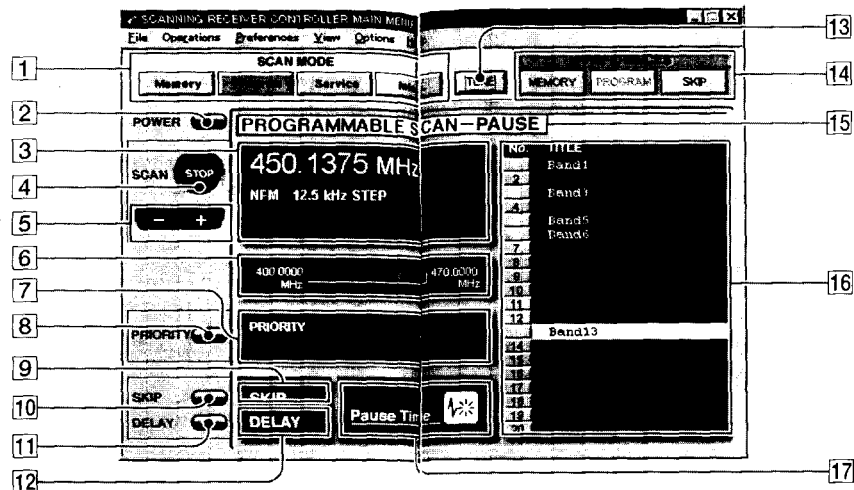 SCANNING RECEIVER CONTROLLER MAIN MENU
File Operations Preferences View Options
SCAN MODE
Memory Service TONE MEMORY PROGRAM SKIP
POWER PROGRAMMABLE SCAN-PAUSE
SCAN STOP
450.1375 MHz
NFM 12.5 kHz STEP
- +
400.0000 MHz
470.0000 MHz
PRIORITY PRIORITY
SKIP SKIP
DELAY DELAY
Pause Time
No. TITLE
Band1
2
Band3
4
Band5
Band6
7
8
9
10
11
12
Band13
14
15
16
17
18
19
20
1
2
3
4
5
6
7
8
9
10
11
12
13
14
15
16
17